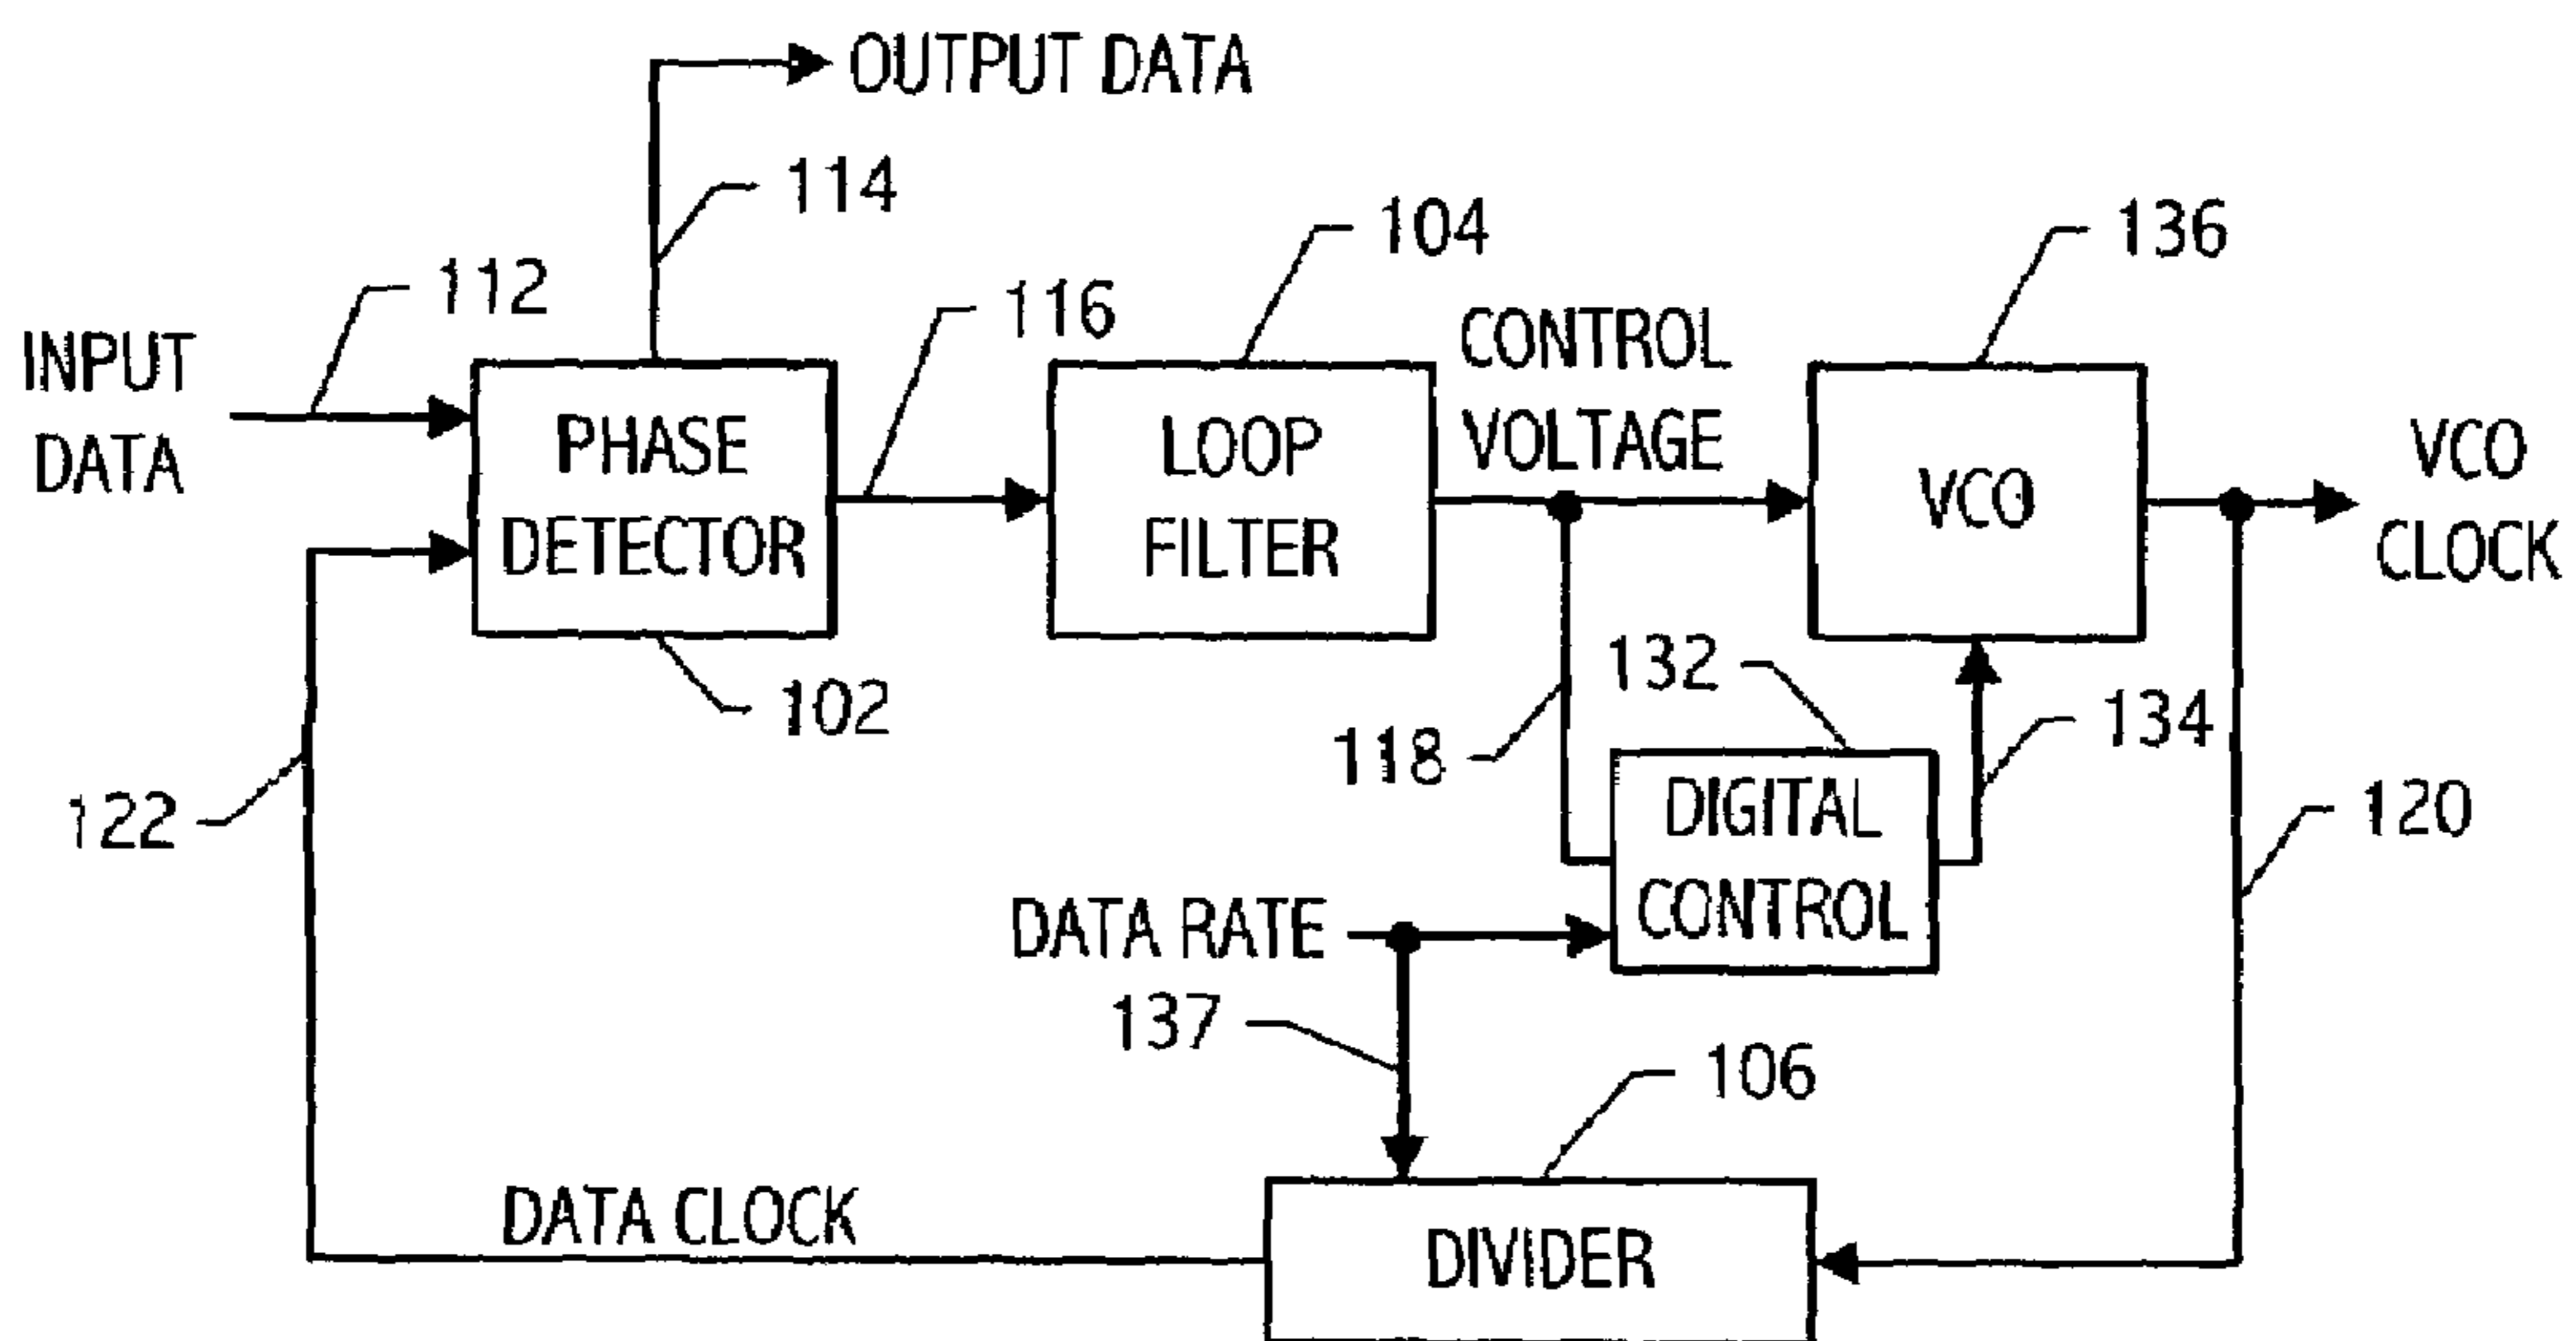 OUTPUT DATA
114
104
136
112
116
INPUT
DATA
CONTROL
VOLTAGE
PHASE
DETECTOR
LOOP
FILTER
VCO
VCO
CLOCK
102
132
118
134
122
DIGITAL
CONTROL
120
DATA RATE
137
106
DATA CLOCK
DIVIDER